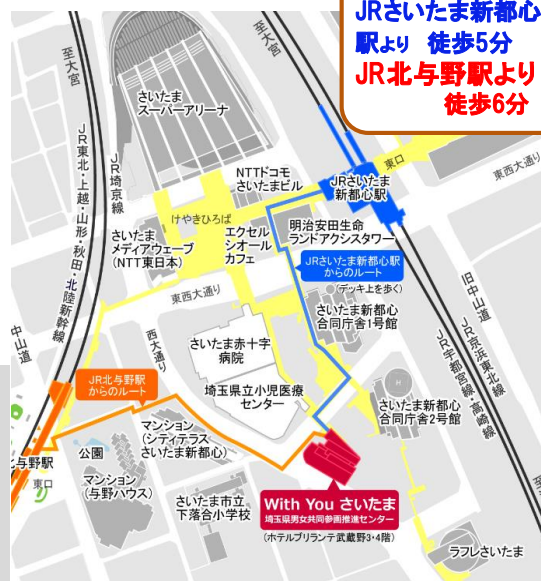 JRさいたま新都心
駅より 徒歩5分
JR北与野駅より
徒歩6分
至大宮
至大宮
さいたま
スーパーアリーナ
JR東北・上越・山形・秋田・北陸新幹線
JR埼京線
NTTドコモ
さいたまビル
JRさいたま
新都心駅
東口
東西大通り
けやきひろば
さいたま
メディアウェーブ
(NTT東日本)
エクセル
シオール
カフェ
明治安田生命
ランドアクシスタワー
JRさいたま新都心駅
からのルート
(デッキ上を歩く)
東西大通り
さいたま新都心
合同庁舎1号館
旧中山道
JR京浜東北線
JR宇都宮線・高崎線
中山道
西大通り
さいたま赤十字
病院
埼玉県立小児医療
センター
JR北与野駅
からのルート
さいたま新都心
合同庁舎2号館
マンション
(シティテラス
さいたま新都心)
公園
北与野駅
東口
マンション
(与野ハウス)
さいたま市立
下落合小学校
With You さいたま
埼玉県男女共同参画推進センター
(ホテルブリランテ武蔵野3・4階)
ラフレさいたま